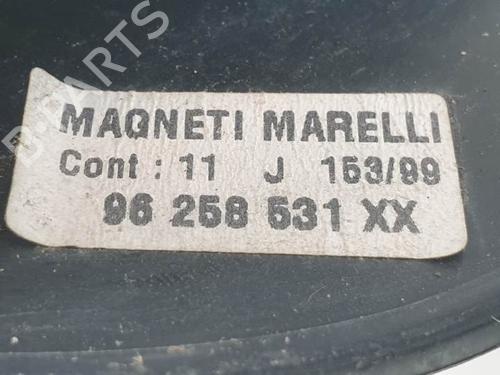 MAGNETI MARELLI
Cont : 11 J 153/99
96 258 531 XX
B-PARTS